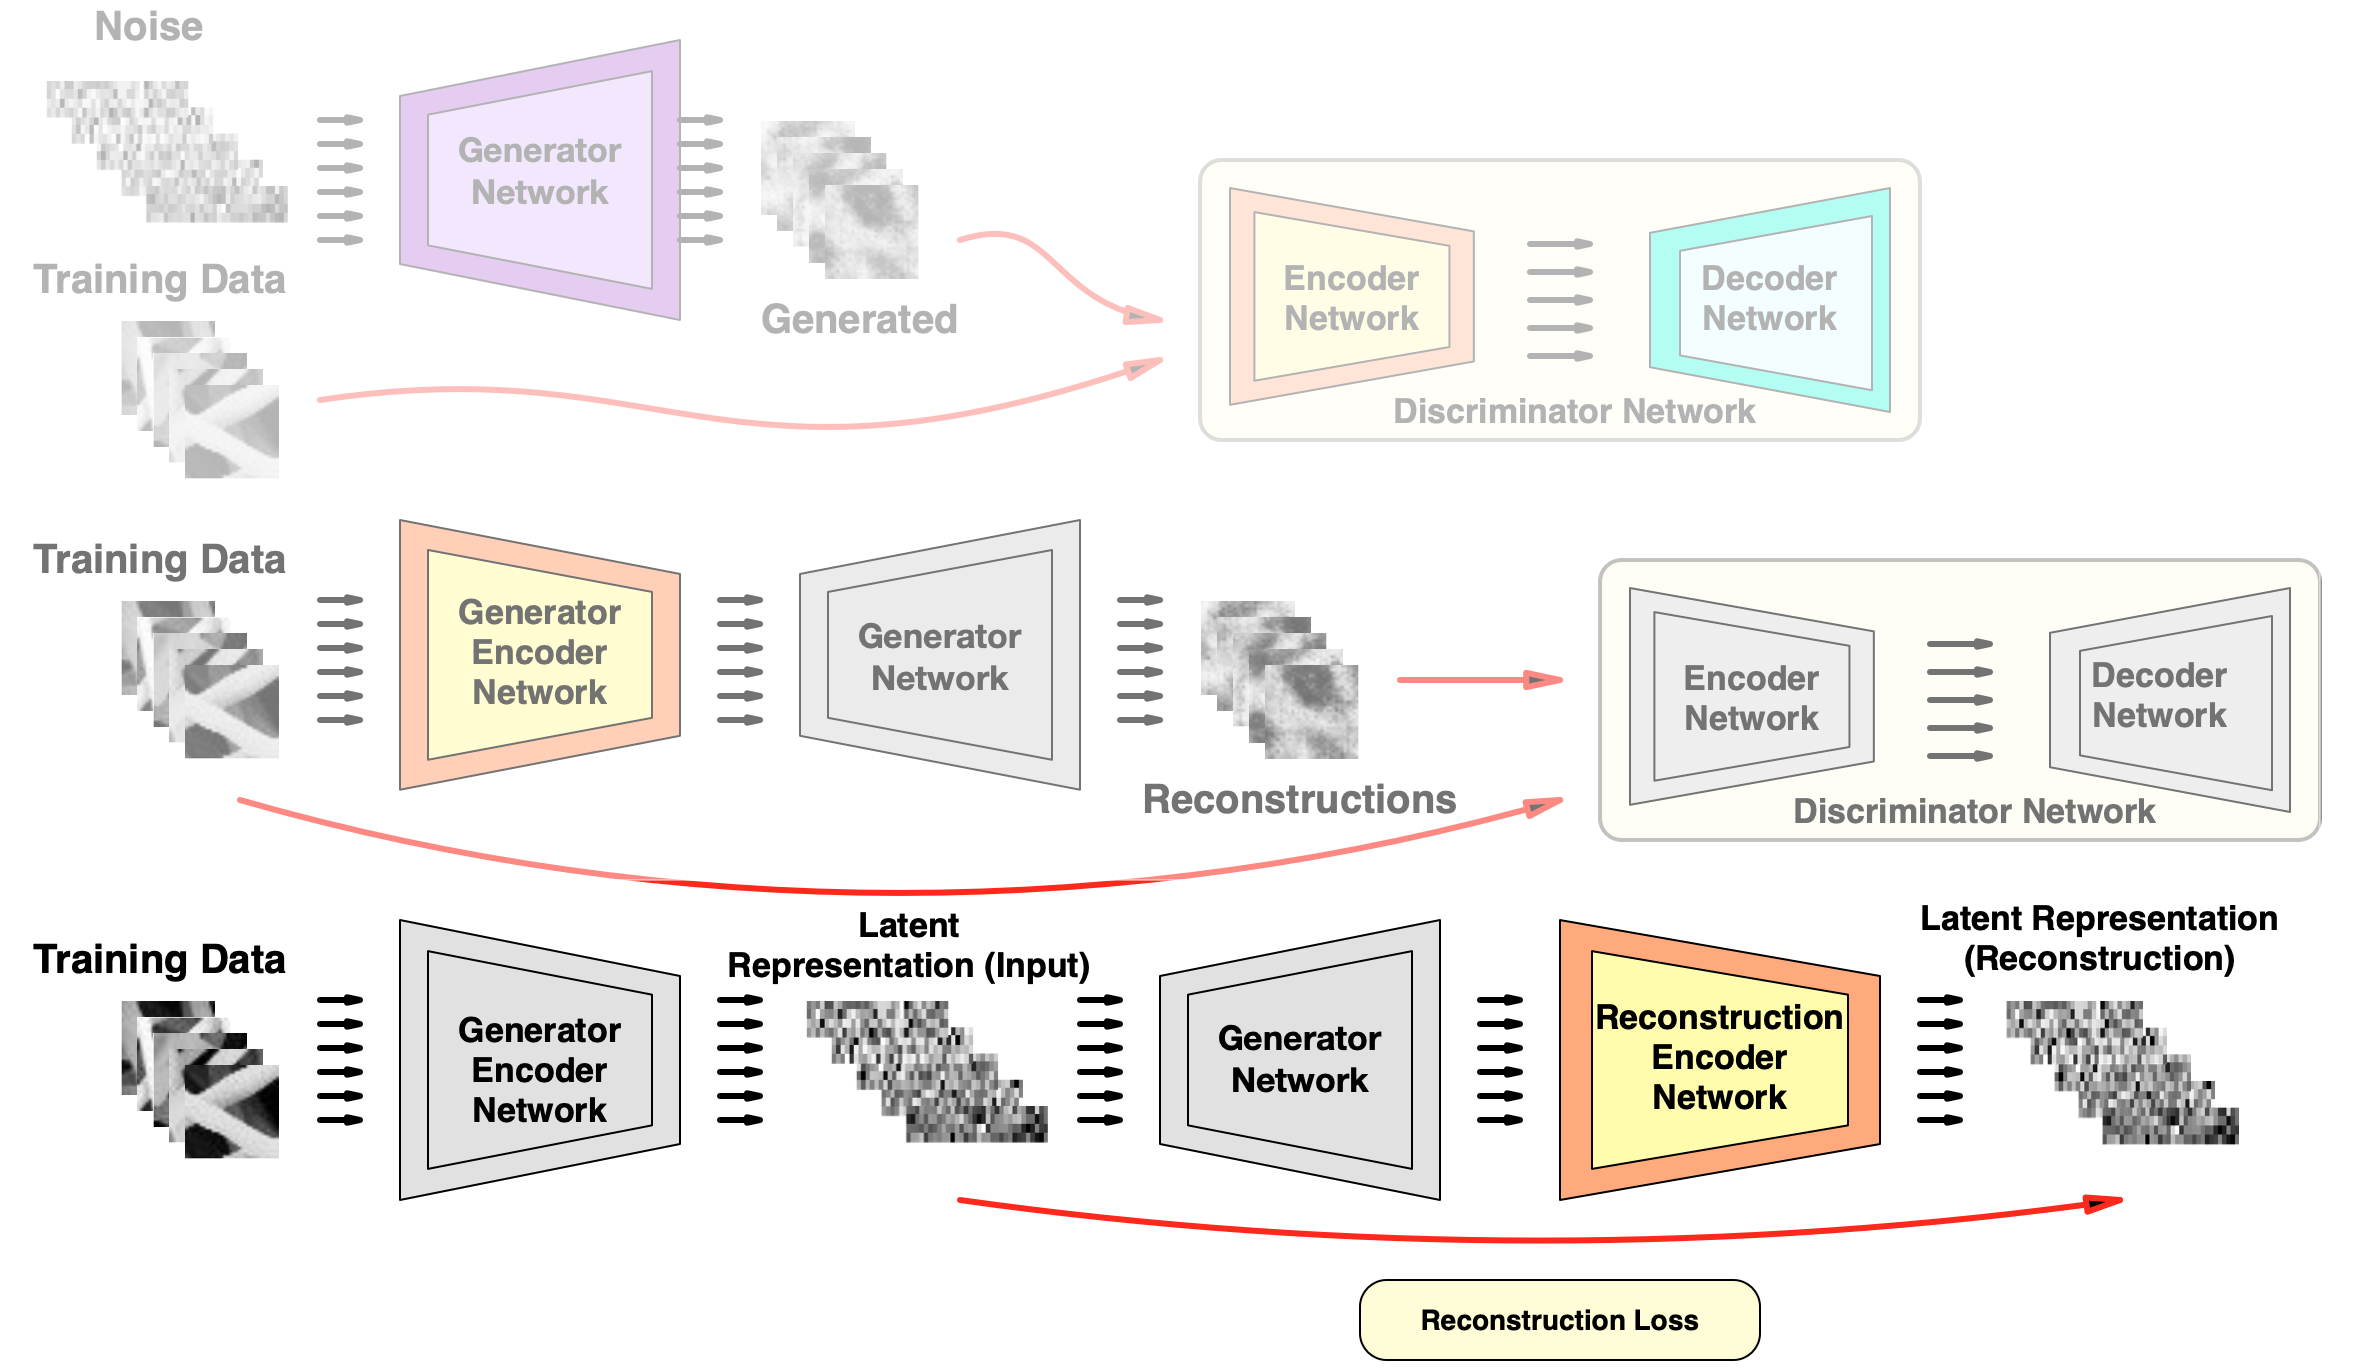 Noise
Generator
Network
Training Data
Generated
Encoder
Network
Decoder
Network
Discriminator Network
Training Data
Generator
Encoder
Network
Generator
Network
Reconstructions
Encoder
Network
Decoder
Network
Discriminator Network
Training Data
Generator
Encoder
Network
Latent
Representation (Input)
Generator
Network
Reconstruction
Encoder
Network
Latent Representation
(Reconstruction)
Reconstruction Loss